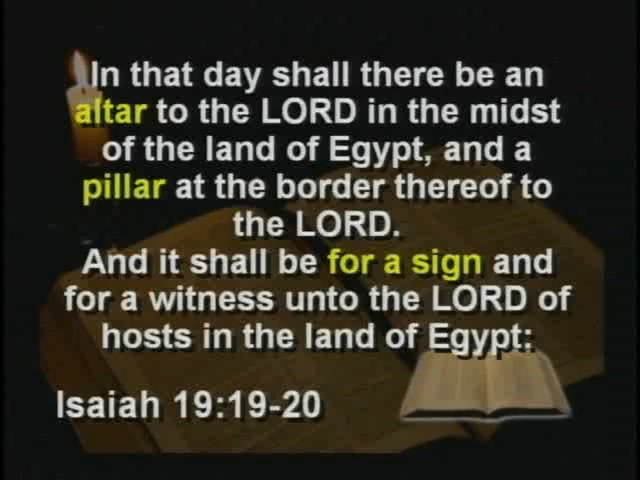 In that day shall there be an
altar to the LORD in the midst
of the land of Egypt, and a
pillar at the border thereof to
the LORD.
And it shall be for a sign and
for a witness unto the LORD of
hosts in the land of Egypt:
Isaiah 19:19-20